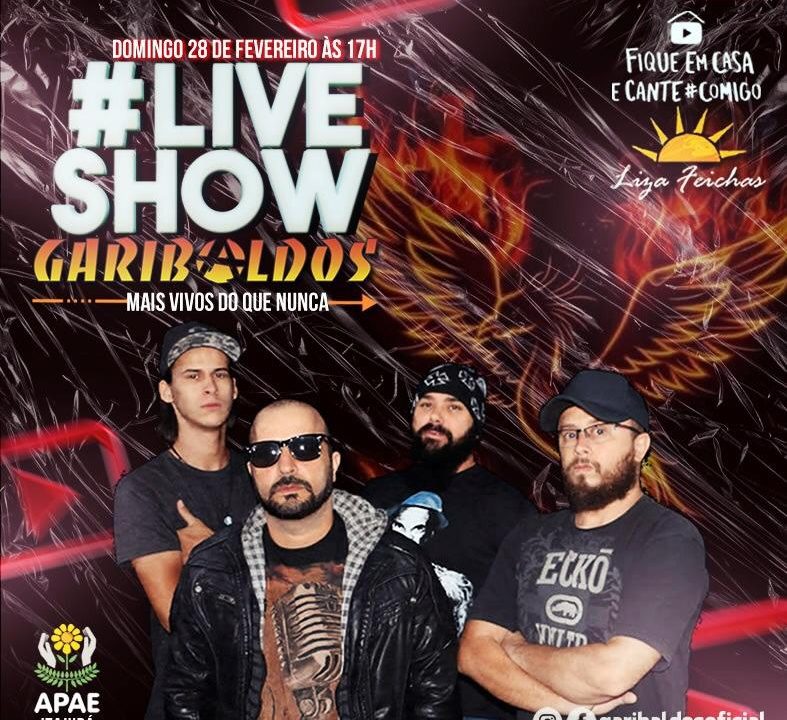 DOMINGO 28 DE FEVEREIRO ÀS 17H
#LIVE
SHOW
GARIBALDOS
MAIS VIVOS DO QUE NUNCA
FIQUE EM CASA
E CANTE#COMIGO
Liza Feichas
ECKŌ
APAE